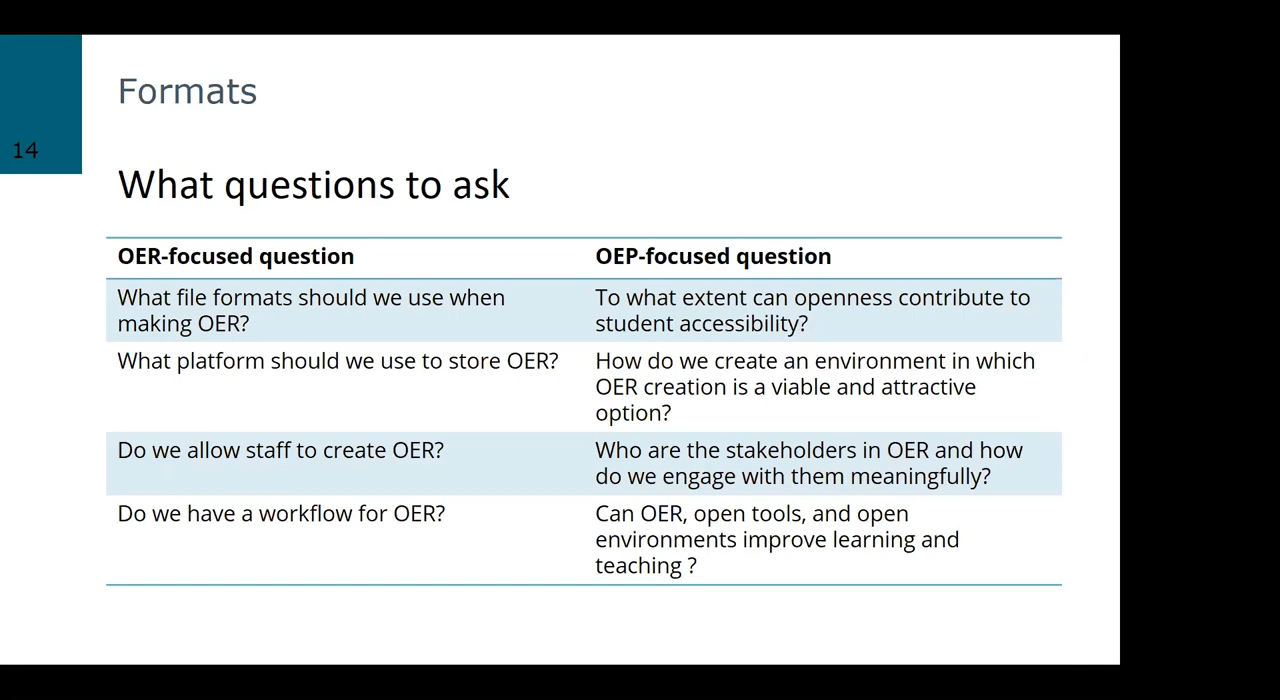 Formats
14
What questions to ask
OER-focused question
OEP-focused question
What file formats should we use when
making OER?
To what extent can openness contribute to
student accessibility?
What platform should we use to store OER?
How do we create an environment in which
OER creation is a viable and attractive
option?
Do we allow staff to create OER?
Who are the stakeholders in OER and how
do we engage with them meaningfully?
Do we have a workflow for OER?
Can OER, open tools, and open
environments improve learning and
teaching ?